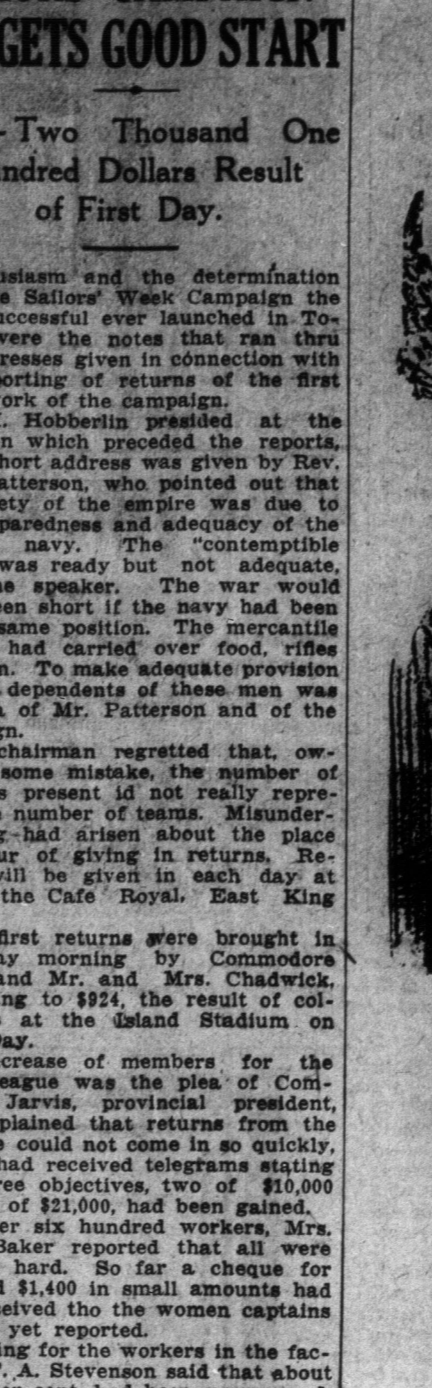 GETS GOOD START
-Two Thousand One
ndred Dollars Result
of First Day.
usiasm and the determination
e Sailors' Week Campaign the
uccessful ever launched in To-
were the notes that ran thru
resses given in connection with
porting of returns of the first
ork of the campaign.
. Hobberlin presided at the
n which preceded the reports,
hort address was given by Rev.
atterson, who pointed out that
ety of the empire was due to
paredness and adequacy of the
navy. The "contemptible
was ready but not adequate,
he speaker. The war would
een short if the navy had been
same position. The mercantile
had carried over food, rifles
n. To make adequate provision
dependents of these men was
a of Mr. Patterson and of the
gn.
chairman regretted that, ow-
some mistake, the number of
s present id not really repre-
e number of teams. Misunder-
g had arisen about the place
ur of giving in returns. Re-
will be given in each day at
the Cafe Royal, East King
first returns were brought in
ay morning by Commodore
and Mr. and Mrs. Chadwick,
ng to $924, the result of col-
s at the Island Stadium on
Day.
crease of members for the
eague was the plea of Com-
Jarvis, provincial president,
plained that returns from the
e could not come in so quickly,
had received telegrams stating
ree objectives, two of $10,000
of $21,000, had been gained.
er six hundred workers, Mrs.
Baker reported that all were
hard. So far a cheque for
d $1,400 in small amounts had
ceived tho the women captains
yet reported.
ing for the workers in the fac-
. A. Stevenson said that about